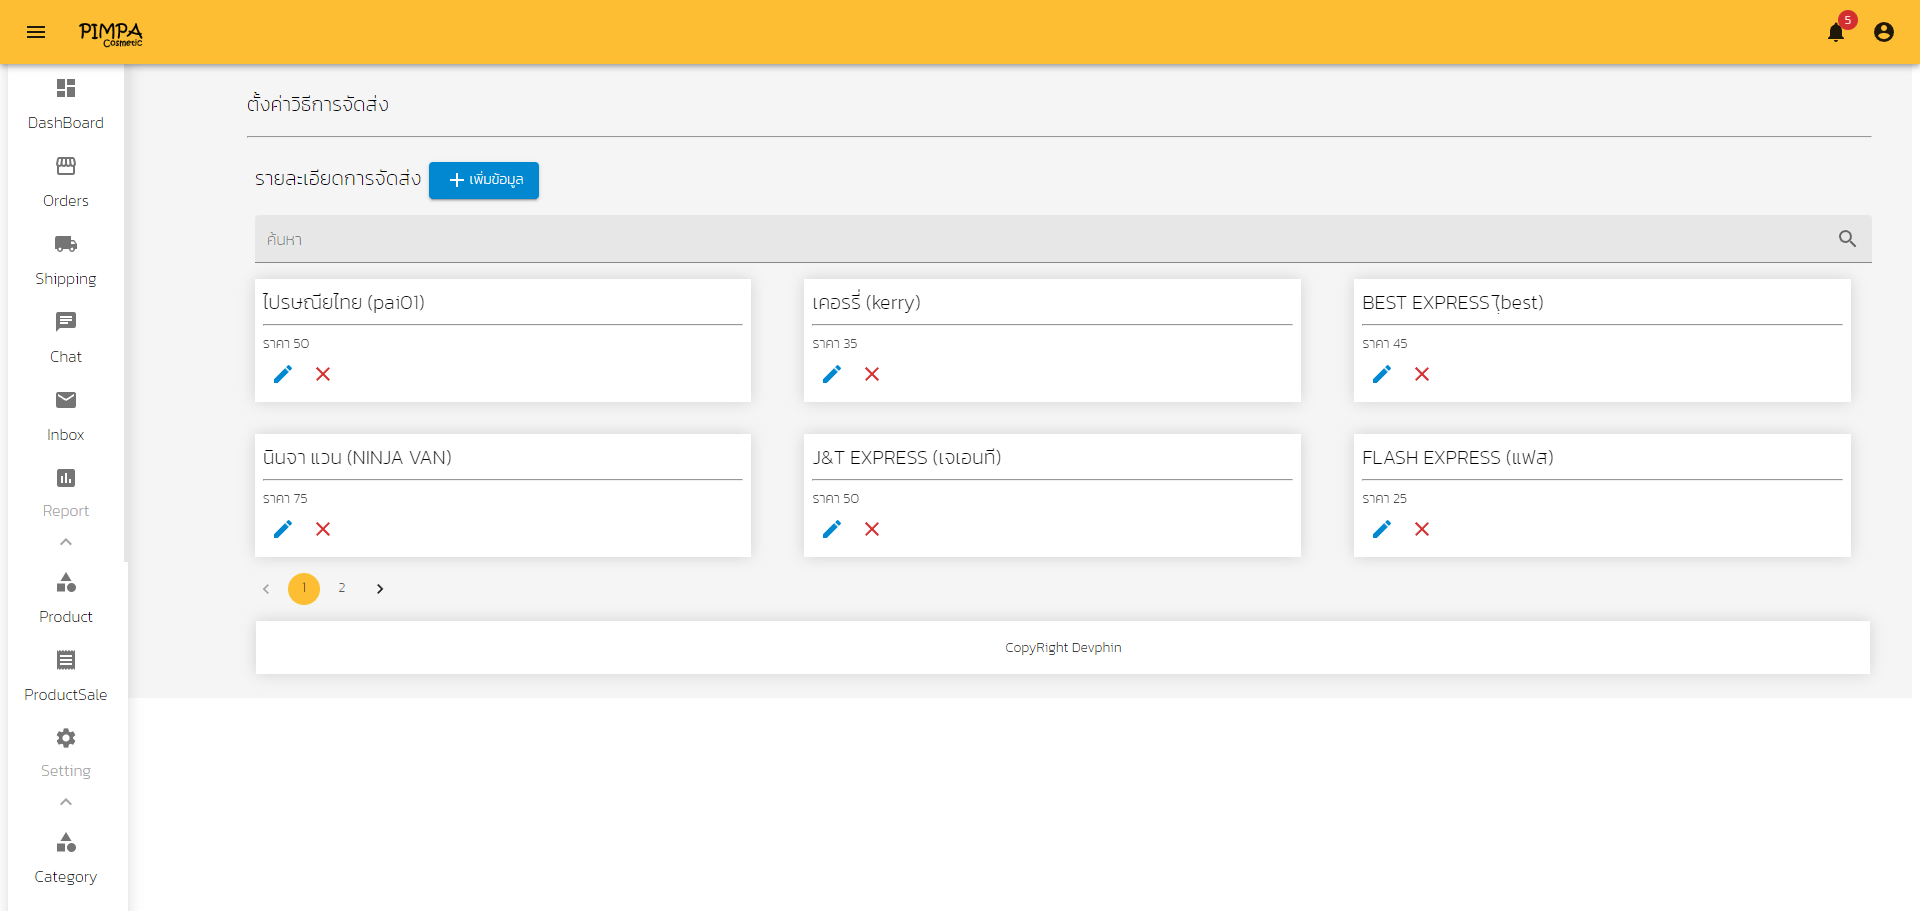 PIMPA
Cosmetic
5
DashBoard
Orders
Shipping
Chat
Inbox
Report
Product
ProductSale
Setting
Category
ตั้งค่าวิธีการจัดส่ง
รายละเอียดการจัดส่ง
เพิ่มข้อมูล
ค้นหา
ไปรษณียไทย (pai01)
ราคา 50
เคอรรี่ (kerry)
ราคา 35
BEST EXPRESS (ุbest)
ราคา 45
นินจา แวน (NINJA VAN)
ราคา 75
J&T EXPRESS (เจเอนที)
ราคา 50
FLASH EXPRESS (แฟส)
ราคา 25
1 2
CopyRight Devphin